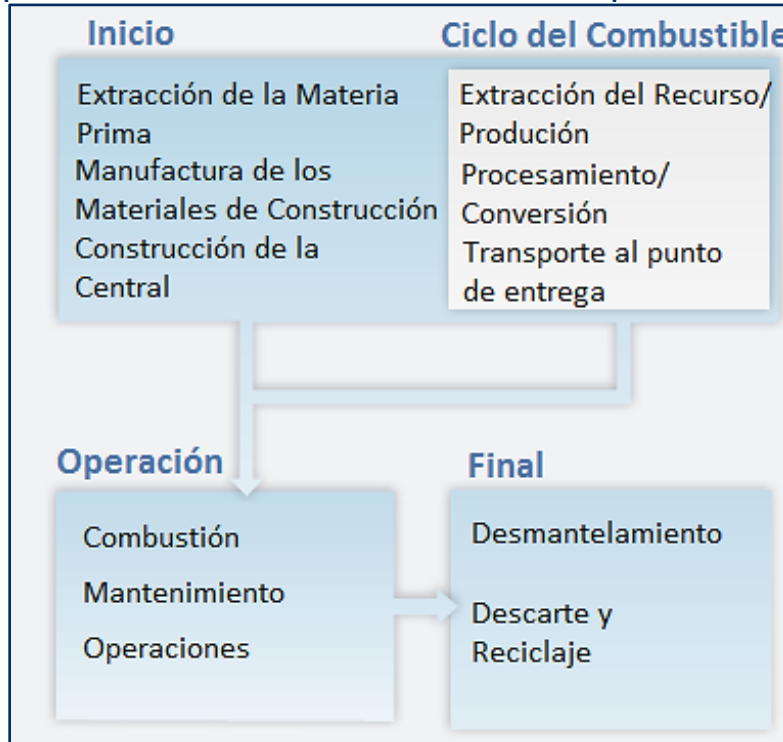 Inicio
Extracción de la Materia
Prima
Manufactura de los
Materiales de Construcción
Construcción de la
Central
Ciclo del Combustible
Extracción del Recurso/
Produción
Procesamiento/
Conversión
Transporte al punto
de entrega
Operación
Combustión
Mantenimiento
Operaciones
Final
Desmantelamiento
Descarte y
Reciclaje